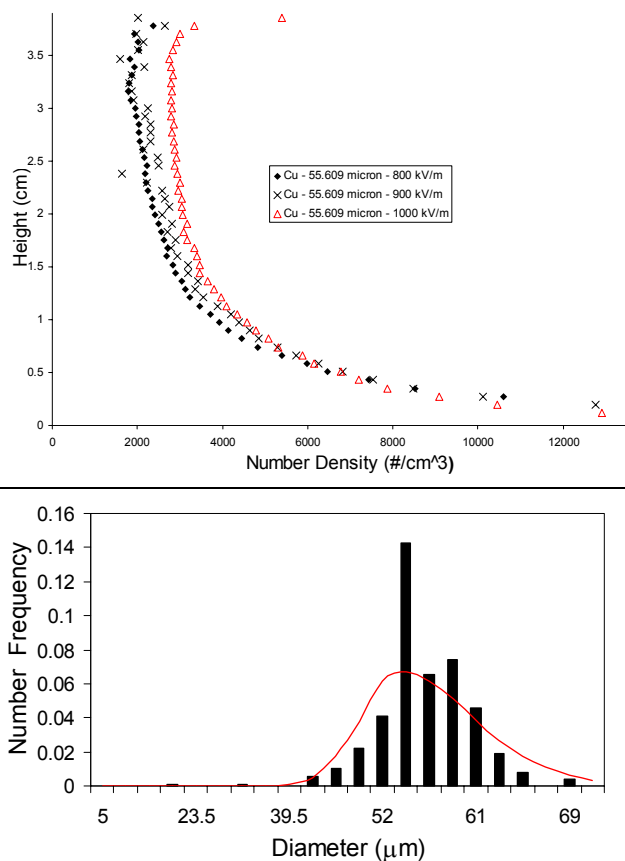 3.5
3
2.5
2
1.5
1
0.5
0
Height (cm)
Cu - 55.609 micron - 800 kV/m
Cu - 55.609 micron - 900 kV/m
Cu - 55.609 micron - 1000 kV/m
0 2000 4000 6000 8000 10000 12000
Number Density (#/cm^3)
0.16
0.14
0.12
0.1
0.08
0.06
0.04
0.02
0
Number Frequency
5 23.5 39.5 52 61 69
Diameter (μm)